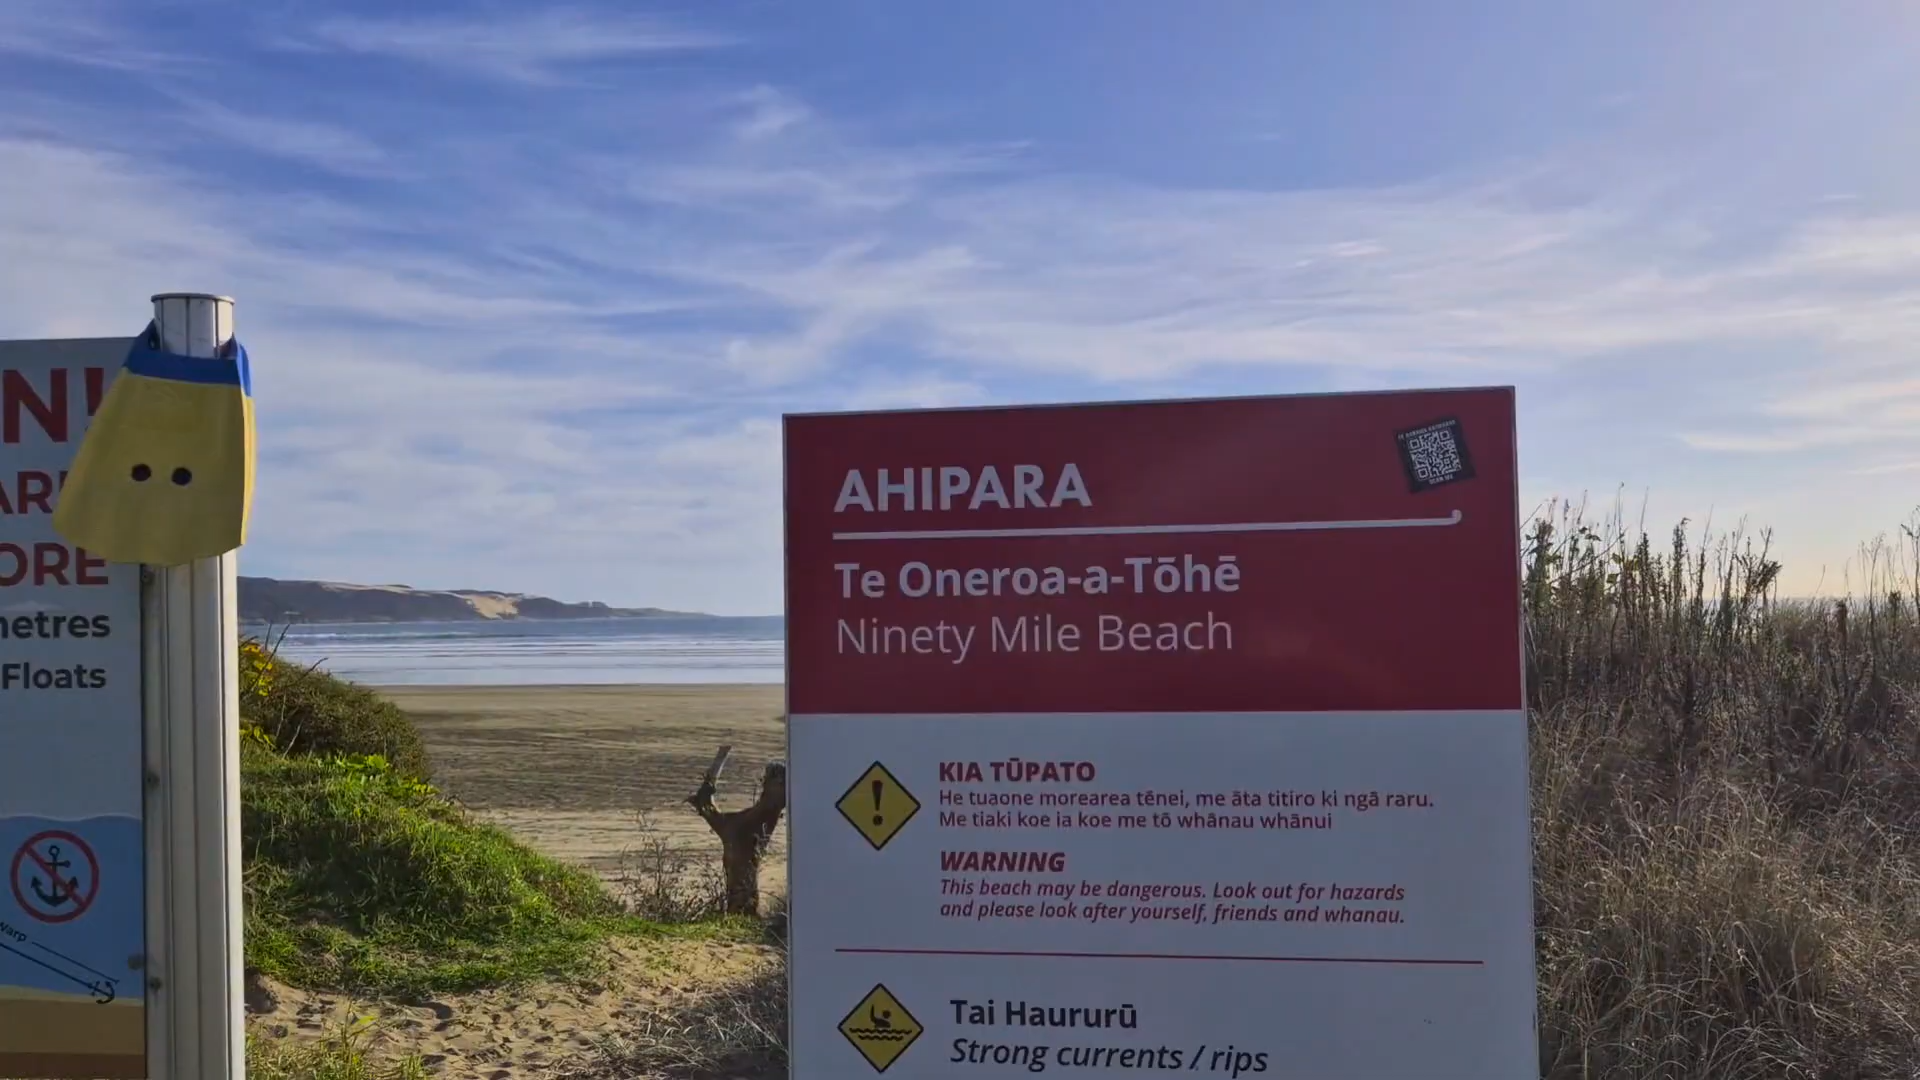 N!
ORE
Floats
AHIPARA
Te Oneroa-a-Tōhē
Ninety Mile Beach
KIA TŪPATO
He tuaone morearea tēnei, me āta titiro ki ngā raru.
Me tiaki koe ia koe me tō whānau whānui
WARNING
This beach may be dangerous. Look out for hazards
and please look after yourself, friends and whanau.
Tai Haururū
Strong currents / rips